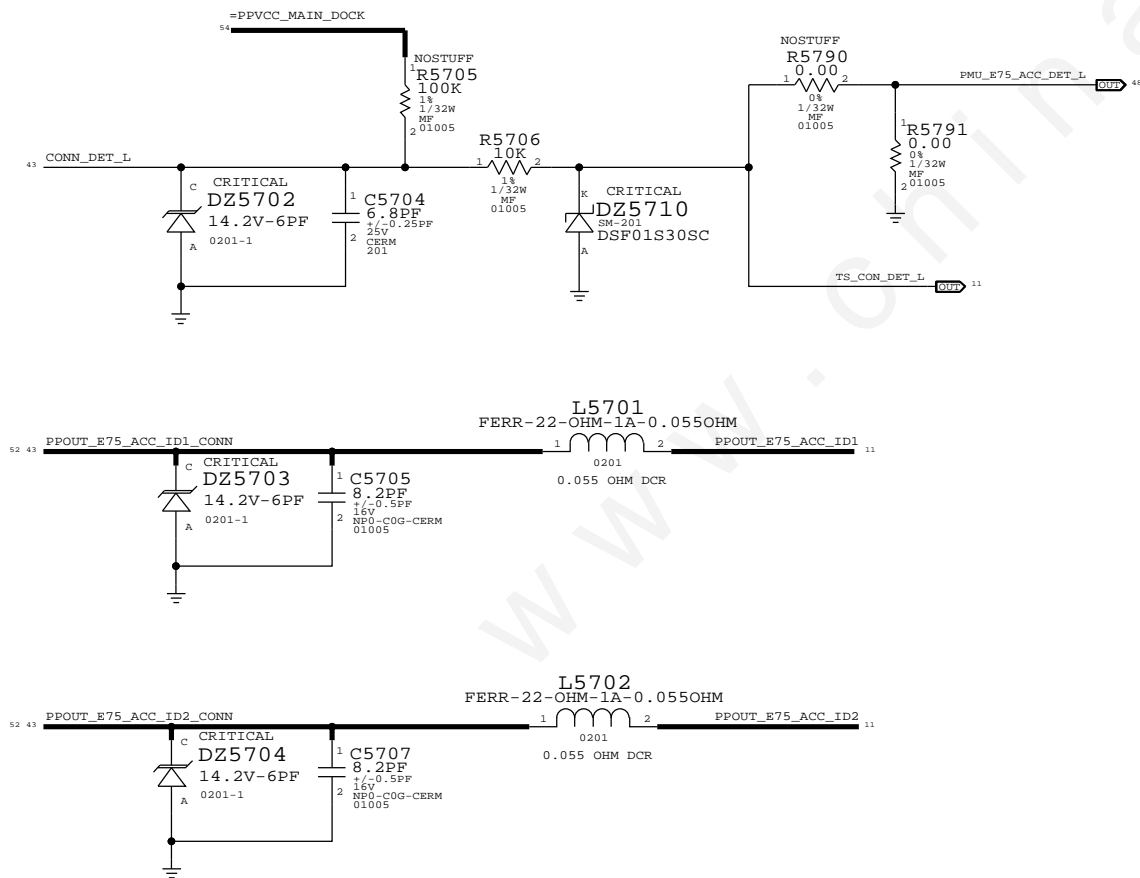 =PPVCC_MAIN_DOCK
54
NOSTUFF
R5705
100K
1%
1/32W
MF
01005
1
2
43 CONN_DET_L
C
CRITICAL
DZ5702
14.2V-6PF
0201-1
A
1
C5704
6.8PF
+/-0.25PF
25V
CERM
201
2
R5706
10K
1 2
1%
1/32W
MF
01005
K
CRITICAL
DZ5710
SM-201
DSF01S30SC
A
NOSTUFF
R5790
0.00
1 2
0%
1/32W
MF
01005
PMU_E75_ACC_DET_L
OUT 48
1
R5791
0.00
0%
1/32W
MF
01005
2
TS_CON_DET_L
OUT 11
L5701
FERR-22-OHM-1A-0.055OHM
52 43 PPOUT_E75_ACC_ID1_CONN
1 2
PPOUT_E75_ACC_ID1 11
0201
0.055 OHM DCR
C
CRITICAL
DZ5703
14.2V-6PF
0201-1
A
1
C5705
8.2PF
+/-0.5PF
16V
NP0-C0G-CERM
01005
2
L5702
FERR-22-OHM-1A-0.055OHM
52 43 PPOUT_E75_ACC_ID2_CONN
1 2
PPOUT_E75_ACC_ID2 11
0201
0.055 OHM DCR
C
CRITICAL
DZ5704
14.2V-6PF
0201-1
A
1
C5707
8.2PF
+/-0.5PF
16V
NP0-C0G-CERM
01005
2
www.china